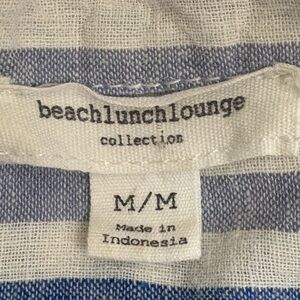 beachlunchlounge
collection
M/M
Made in
Indonesia